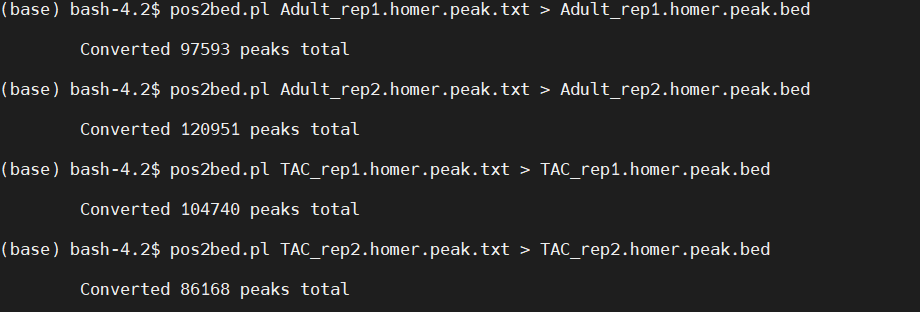 (base) bash-4.2$ pos2bed.pl Adult_rep1.homer.peak.txt > Adult_rep1.homer.peak.bed
Converted 97593 peaks total
(base) bash-4.2$ pos2bed.pl Adult_rep2.homer.peak.txt > Adult_rep2.homer.peak.bed
Converted 120951 peaks total
(base) bash-4.2$ pos2bed.pl TAC_rep1.homer.peak.txt > TAC_rep1.homer.peak.bed
Converted 104740 peaks total
(base) bash-4.2$ pos2bed.pl TAC_rep2.homer.peak.txt > TAC_rep2.homer.peak.bed
Converted 86168 peaks total